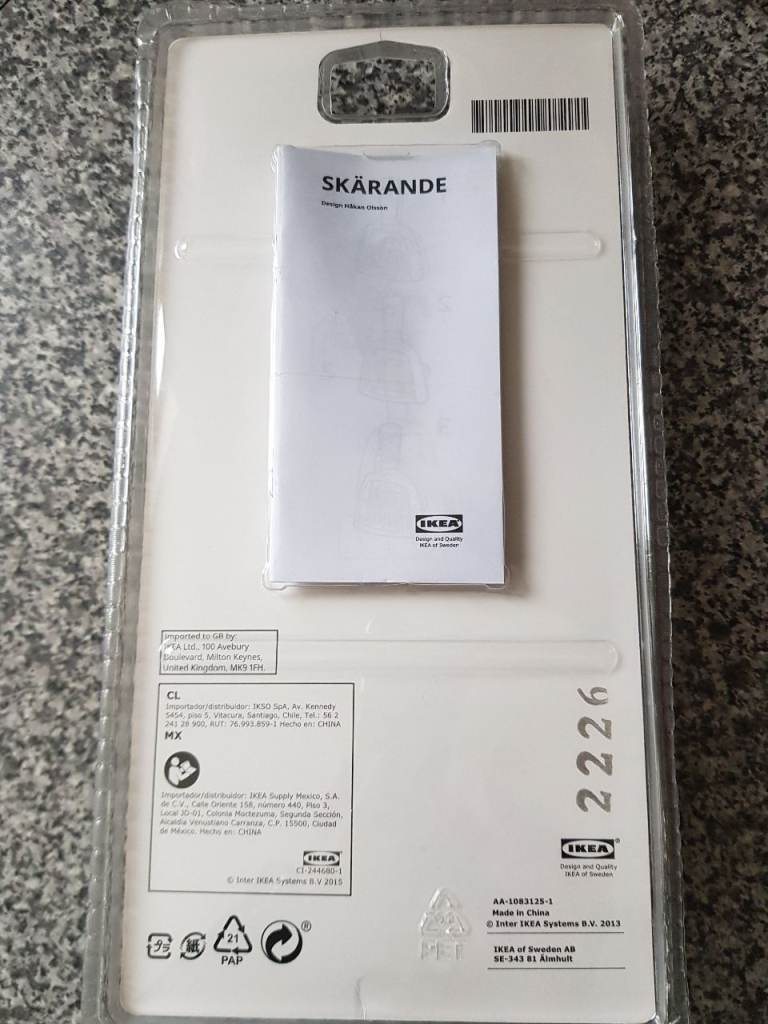 SKÄRANDE
Design Håkan Olsson
IKEA
Design and Quality
IKEA of Sweden
Imported to GB by:
IKEA Ltd., 100 Avebury
Boulevard, Milton Keynes,
United Kingdom, MK9 1FH.
CL
Importador/distribuidor: IKSO SpA, Av. Kennedy
5454, piso 5, Vitacura, Santiago, Chile, Tel.: 56 2
241 28 900, RUT: 76.993.859-1 Hecho en: CHINA
MX
Importador/distribuidor: IKEA Supply Mexico, S.A.
de C.V., Calle Oriente 158, número 440, Piso 3,
Local JO-01, Colonia Moctezuma, Segunda Sección,
Alcaldía Venustiano Carranza, C.P. 15500, Ciudad
de México. Hecho en: CHINA
IKEA
CI-244680-1
© Inter IKEA Systems B.V 2015
2226
IKEA®
Design and Quality
IKEA of Sweden
AA-1083125-1
Made in China
© Inter IKEA Systems B.V. 2013
IKEA of Sweden AB
SE-343 81 Älmhult
プラ
紙
21
PAP
®
PET